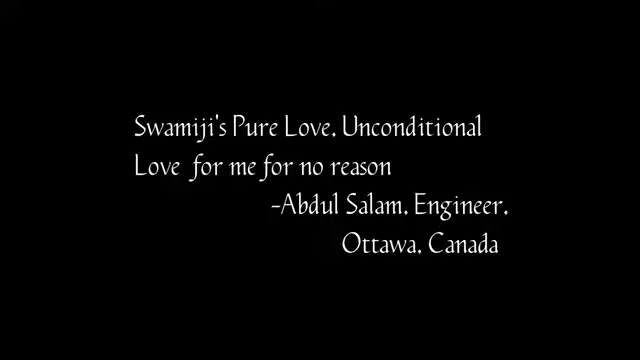 Swamiji's Pure Love. Unconditional
Love for me for no reason
-Abdul Salam. Engineer.
Ottawa. Canada